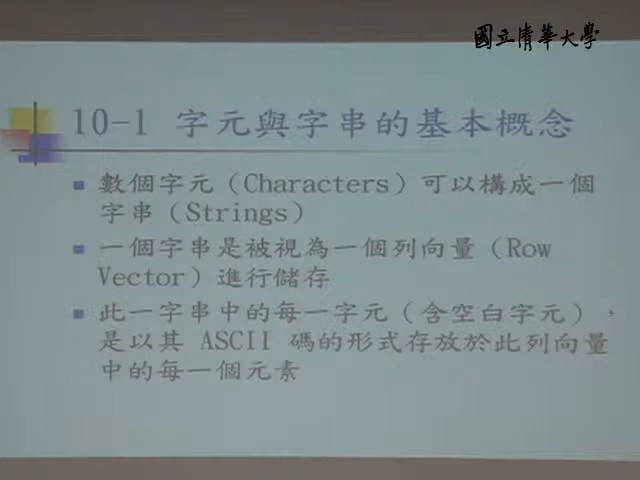 國立清華大學
10-1 字元與字串的基本概念
數個字元（Characters）可以構成一個
字串（Strings）
一個字串是被視為一個列向量（Row
Vector）進行儲存
此一字串中的每一字元（含空白字元），
是以其 ASCII 碼的形式存放於此列向量
中的每一個元素